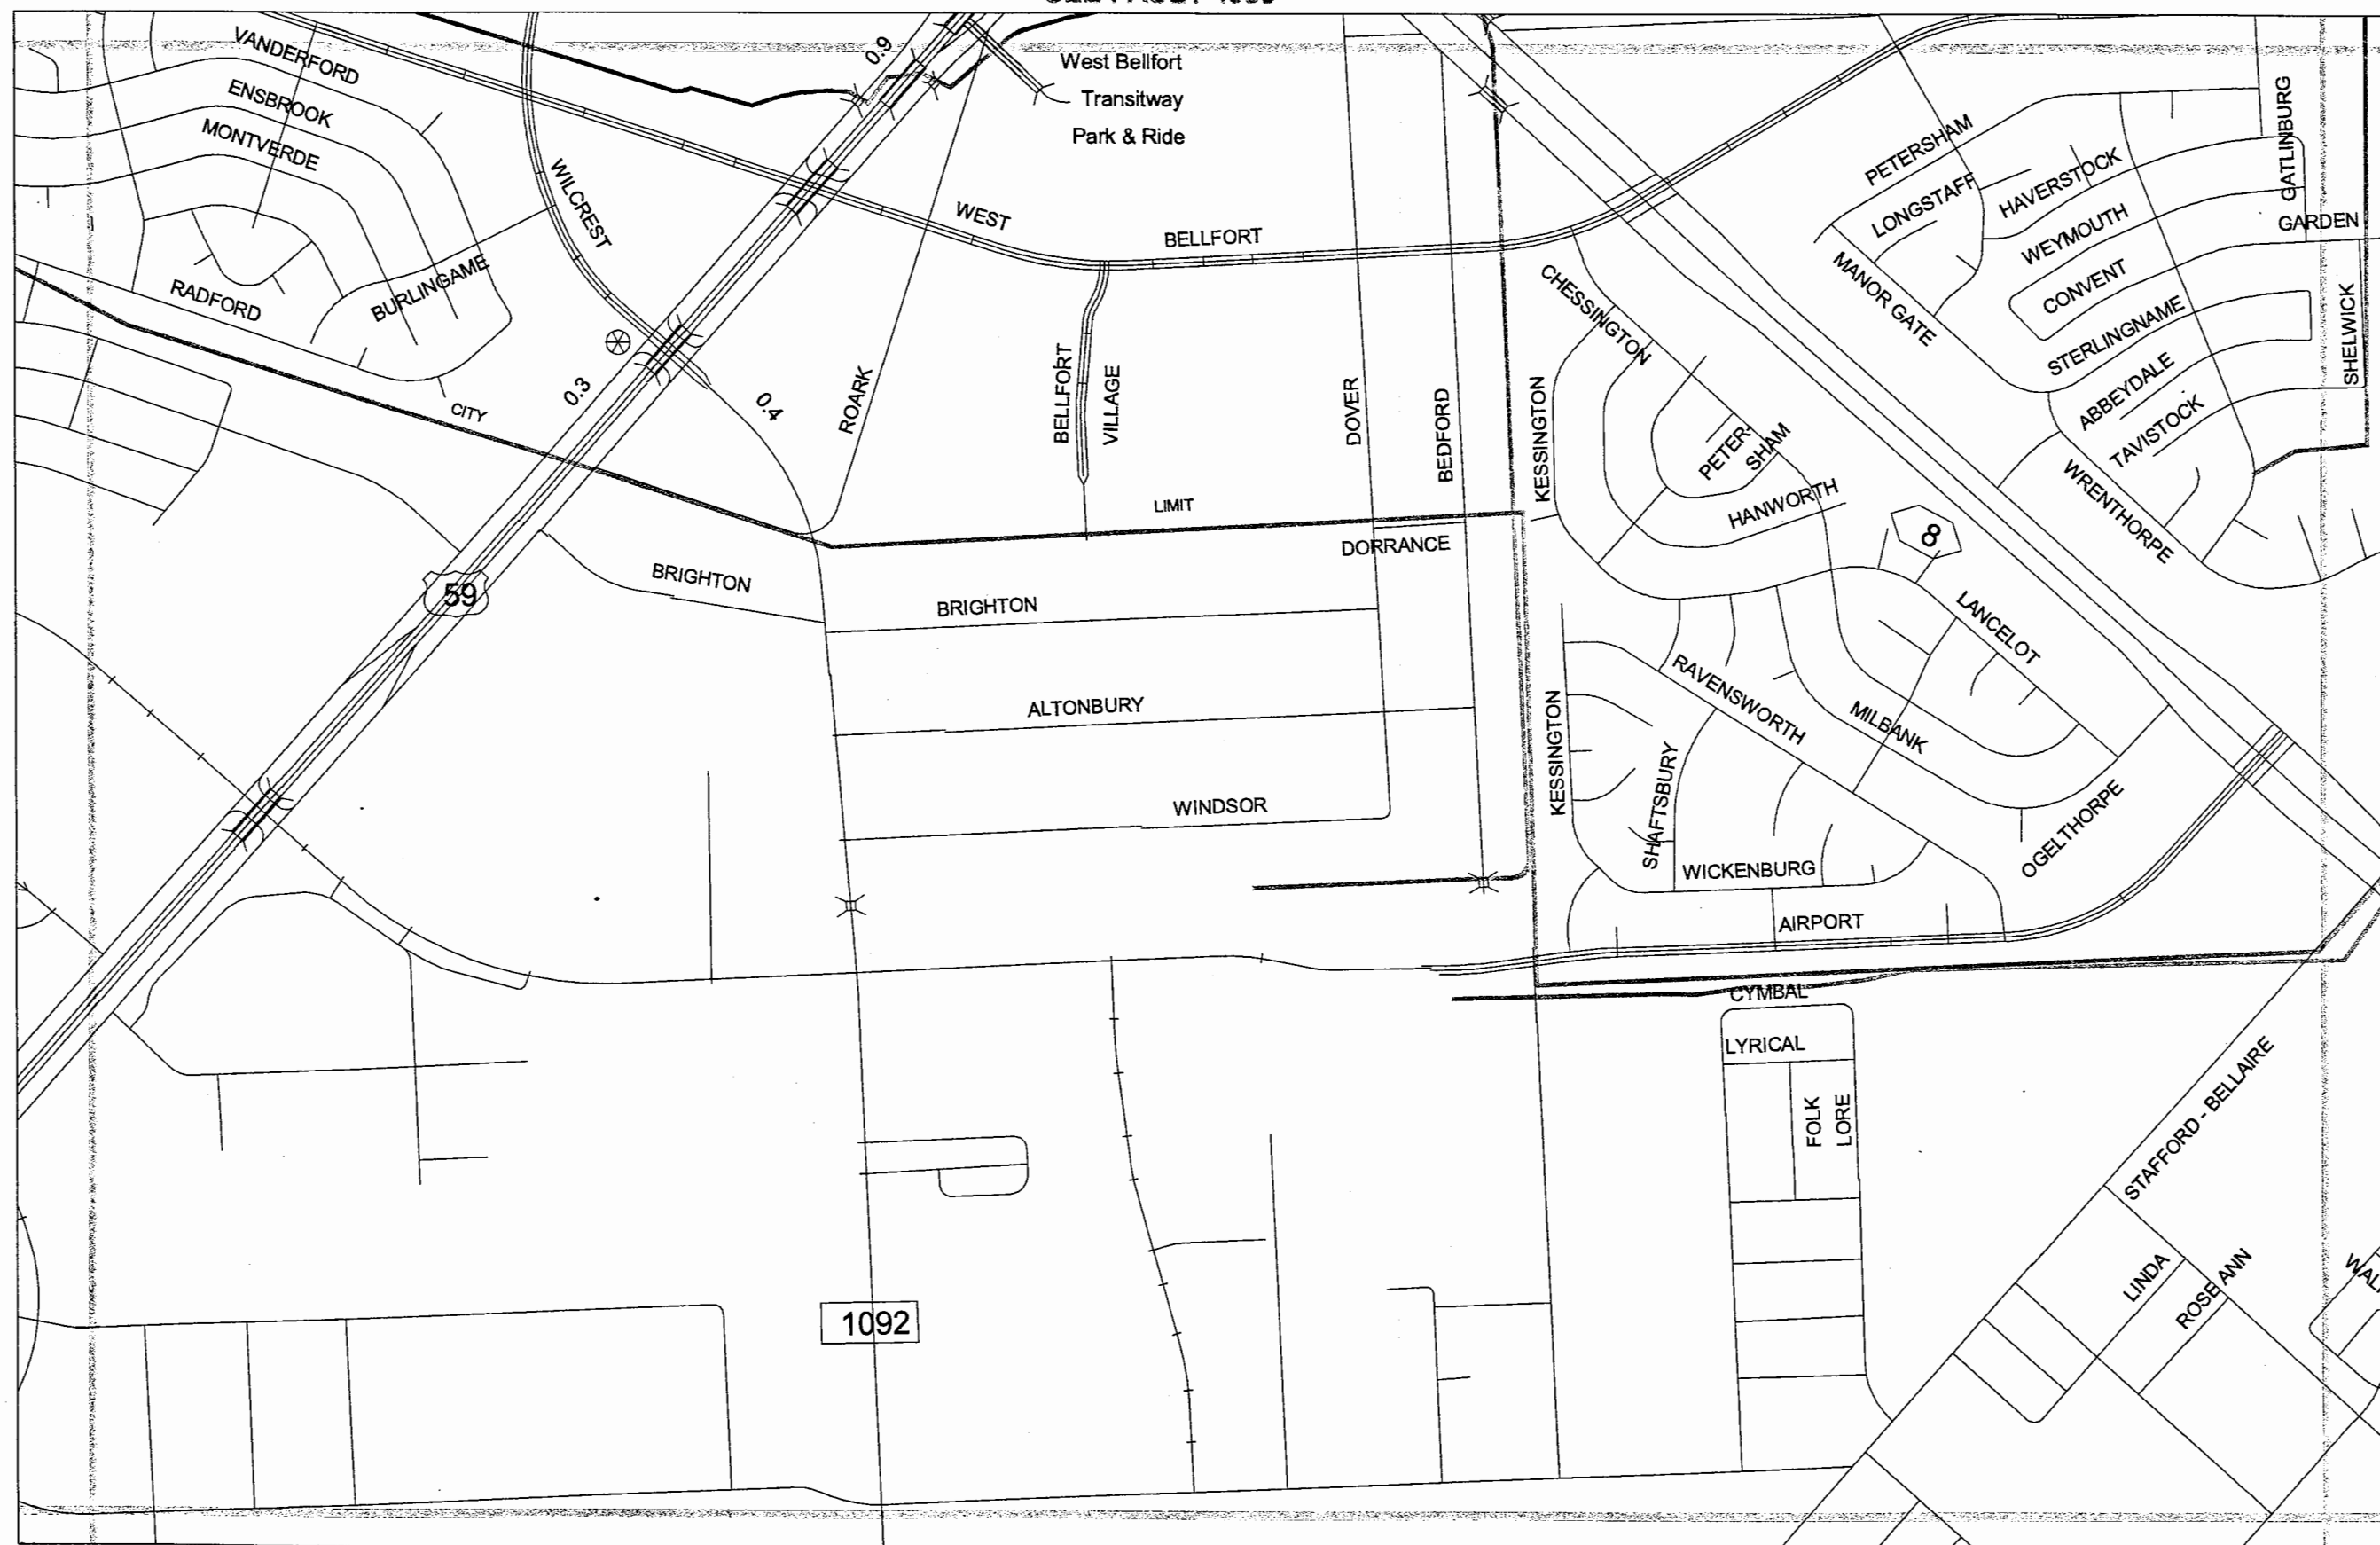 VANDERFORD
0.9
West Bellfort
Transitway
Park & Ride
ENSBROOK
MONTVERDE
WILCREST
WEST
BELLFORT
PETERSHAM
LONGSTAFF
HAVERSTOCK
GATLINBURG
WEYMOUTH
GARDEN
CONVENT
MANOR GATE
STERLINGNAME
SHELWICK
ABBEYDALE
TAVISTOCK
WRENTHORPE
RADFORD
BURLINGAME
CHESSINGTON
CITY
0.3
0.4
ROARK
BELLFORT
VILLAGE
DOVER
BEDFORD
KESSINGTON
PETER-
SHAM
HANWORTH
LIMIT
8
DORRANCE
BRIGHTON
59
BRIGHTON
LANCELOT
RAVENSWORTH
ALTONBURY
MILBANK
KESSINGTON
SHAFTSBURY
WINDSOR
OGELTHORPE
WICKENBURG
AIRPORT
CYMBAL
LYRICAL
FOLK
LORE
STAFFORD - BELLAIRE
LINDA
ROSE ANN
1092